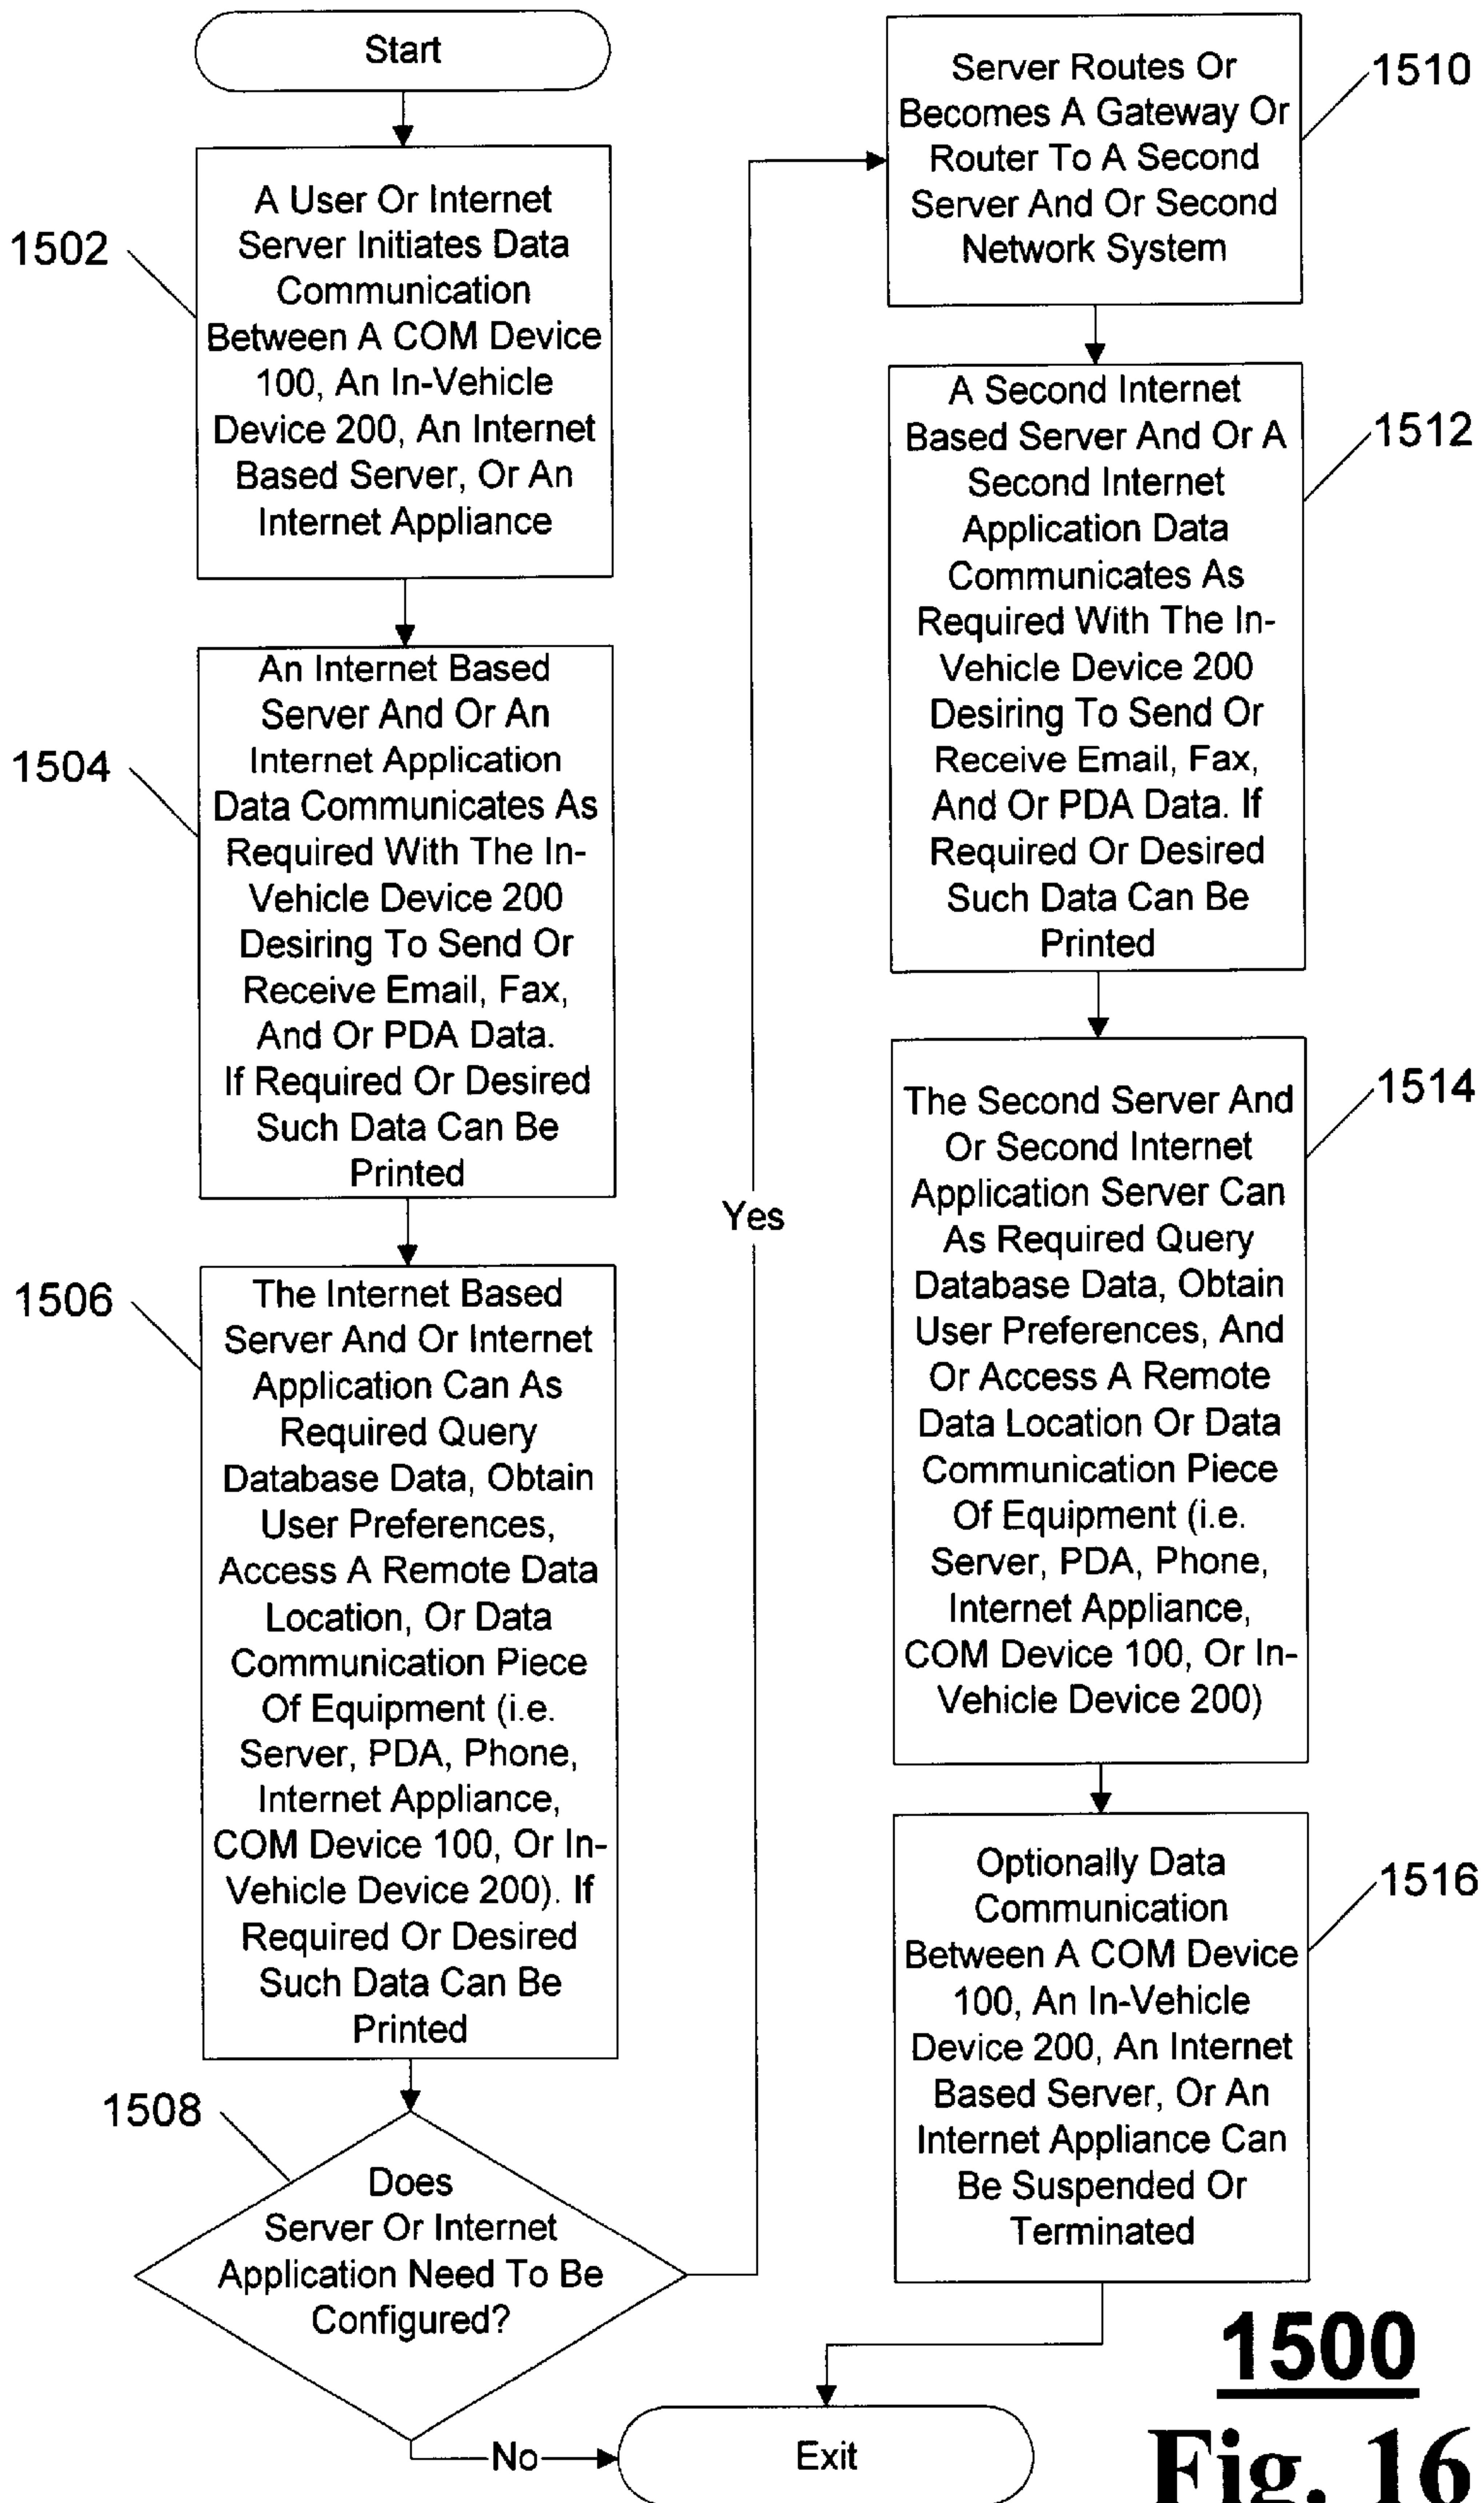 Start
1502
A User Or Internet
Server Initiates Data
Communication
Between A COM Device
100, An In-Vehicle
Device 200, An Internet
Based Server, Or An
Internet Appliance
1504
An Internet Based
Server And Or An
Internet Application
Data Communicates As
Required With The In-
Vehicle Device 200
Desiring To Send Or
Receive Email, Fax,
And Or PDA Data.
If Required Or Desired
Such Data Can Be
Printed
1506
The Internet Based
Server And Or Internet
Application Can As
Required Query
Database Data, Obtain
User Preferences,
Access A Remote Data
Location, Or Data
Communication Piece
Of Equipment (i.e.
Server, PDA, Phone,
Internet Appliance,
COM Device 100, Or In-
Vehicle Device 200). If
Required Or Desired
Such Data Can Be
Printed
1508
Does
Server Or Internet
Application Need To Be
Configured?
Yes
No
1510
Server Routes Or
Becomes A Gateway Or
Router To A Second
Server And Or Second
Network System
1512
A Second Internet
Based Server And Or A
Second Internet
Application Data
Communicates As
Required With The In-
Vehicle Device 200
Desiring To Send Or
Receive Email, Fax,
And Or PDA Data. If
Required Or Desired
Such Data Can Be
Printed
1514
The Second Server And
Or Second Internet
Application Server Can
As Required Query
Database Data, Obtain
User Preferences, And
Or Access A Remote
Data Location Or Data
Communication Piece
Of Equipment (i.e.
Server, PDA, Phone,
Internet Appliance,
COM Device 100, Or In-
Vehicle Device 200)
1516
Optionally Data
Communication
Between A COM Device
100, An In-Vehicle
Device 200, An Internet
Based Server, Or An
Internet Appliance Can
Be Suspended Or
Terminated
Exit
1500
Fig. 16